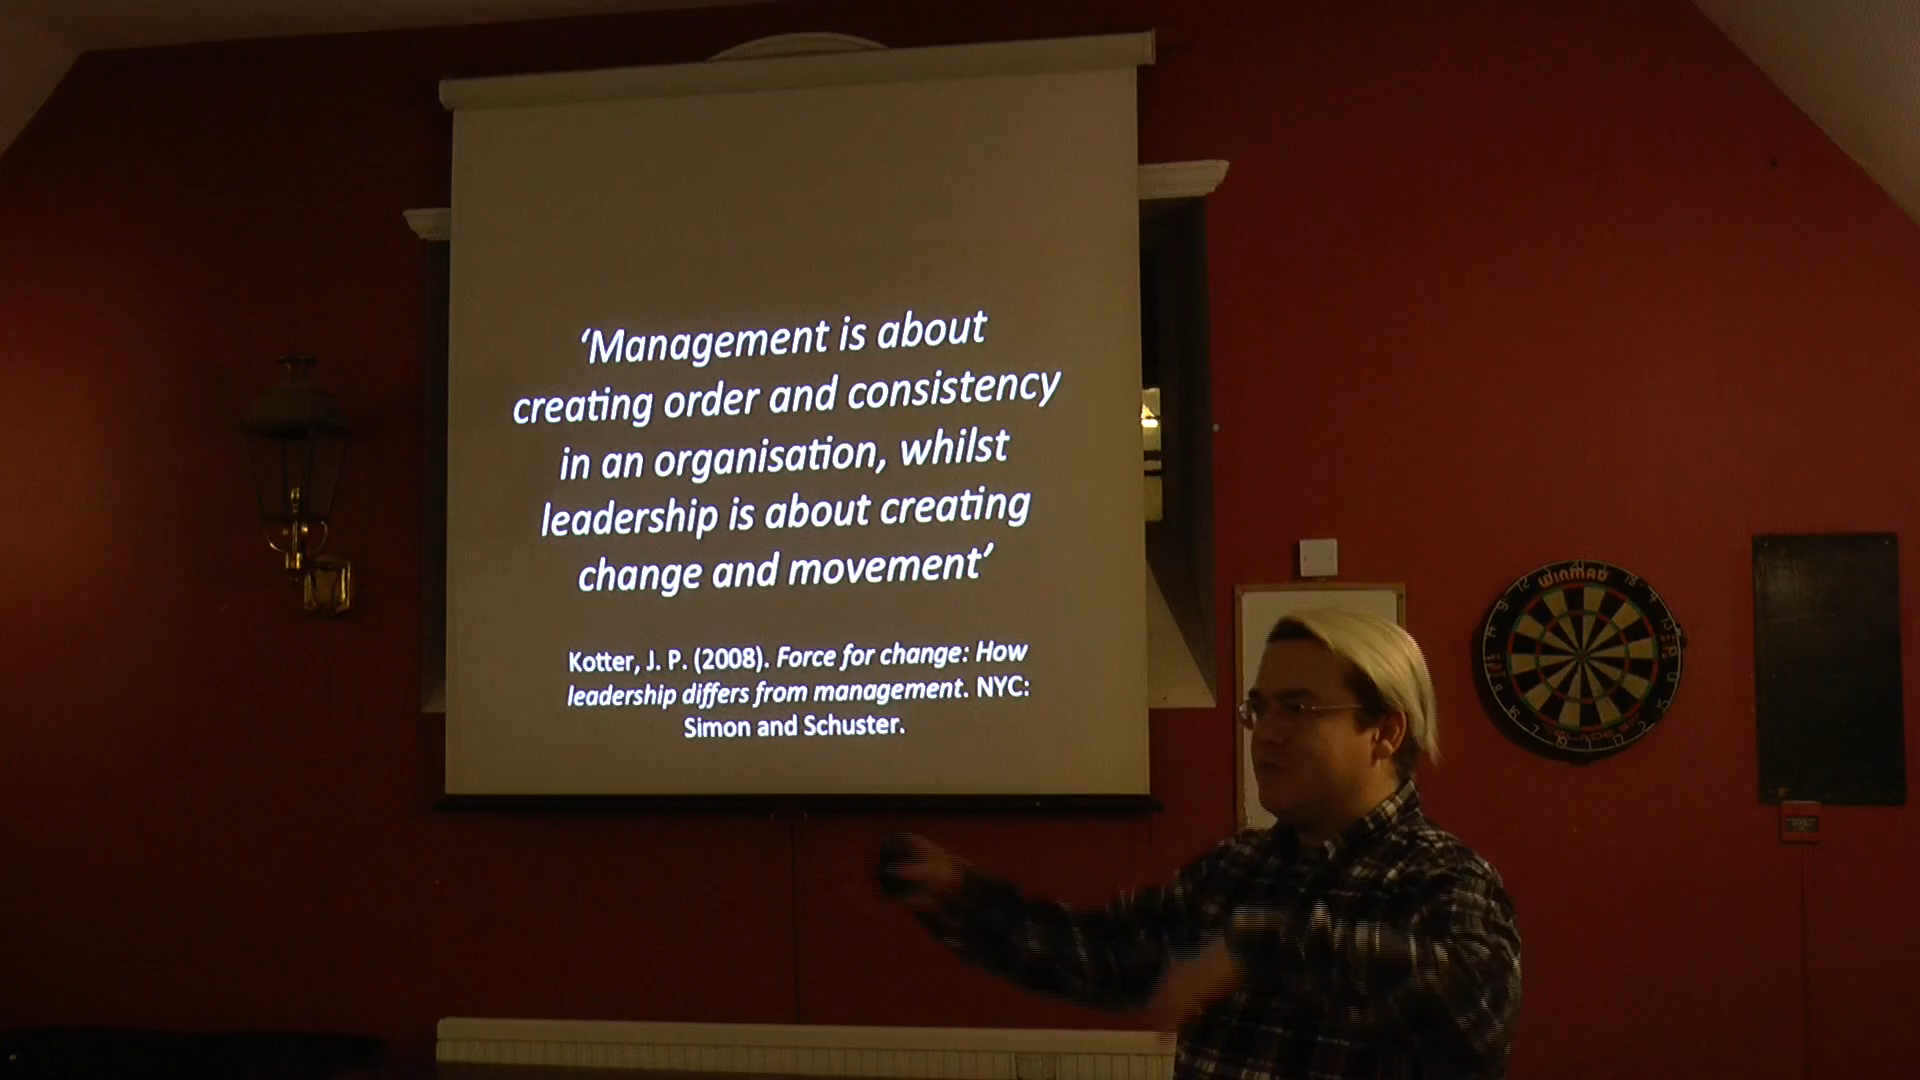 ‘Management is about
creating order and consistency
in an organisation, whilst
leadership is about creating
change and movement’
Kotter, J. P. (2008). Force for change: How
leadership differs from management. NYC:
Simon and Schuster.
WINMAU